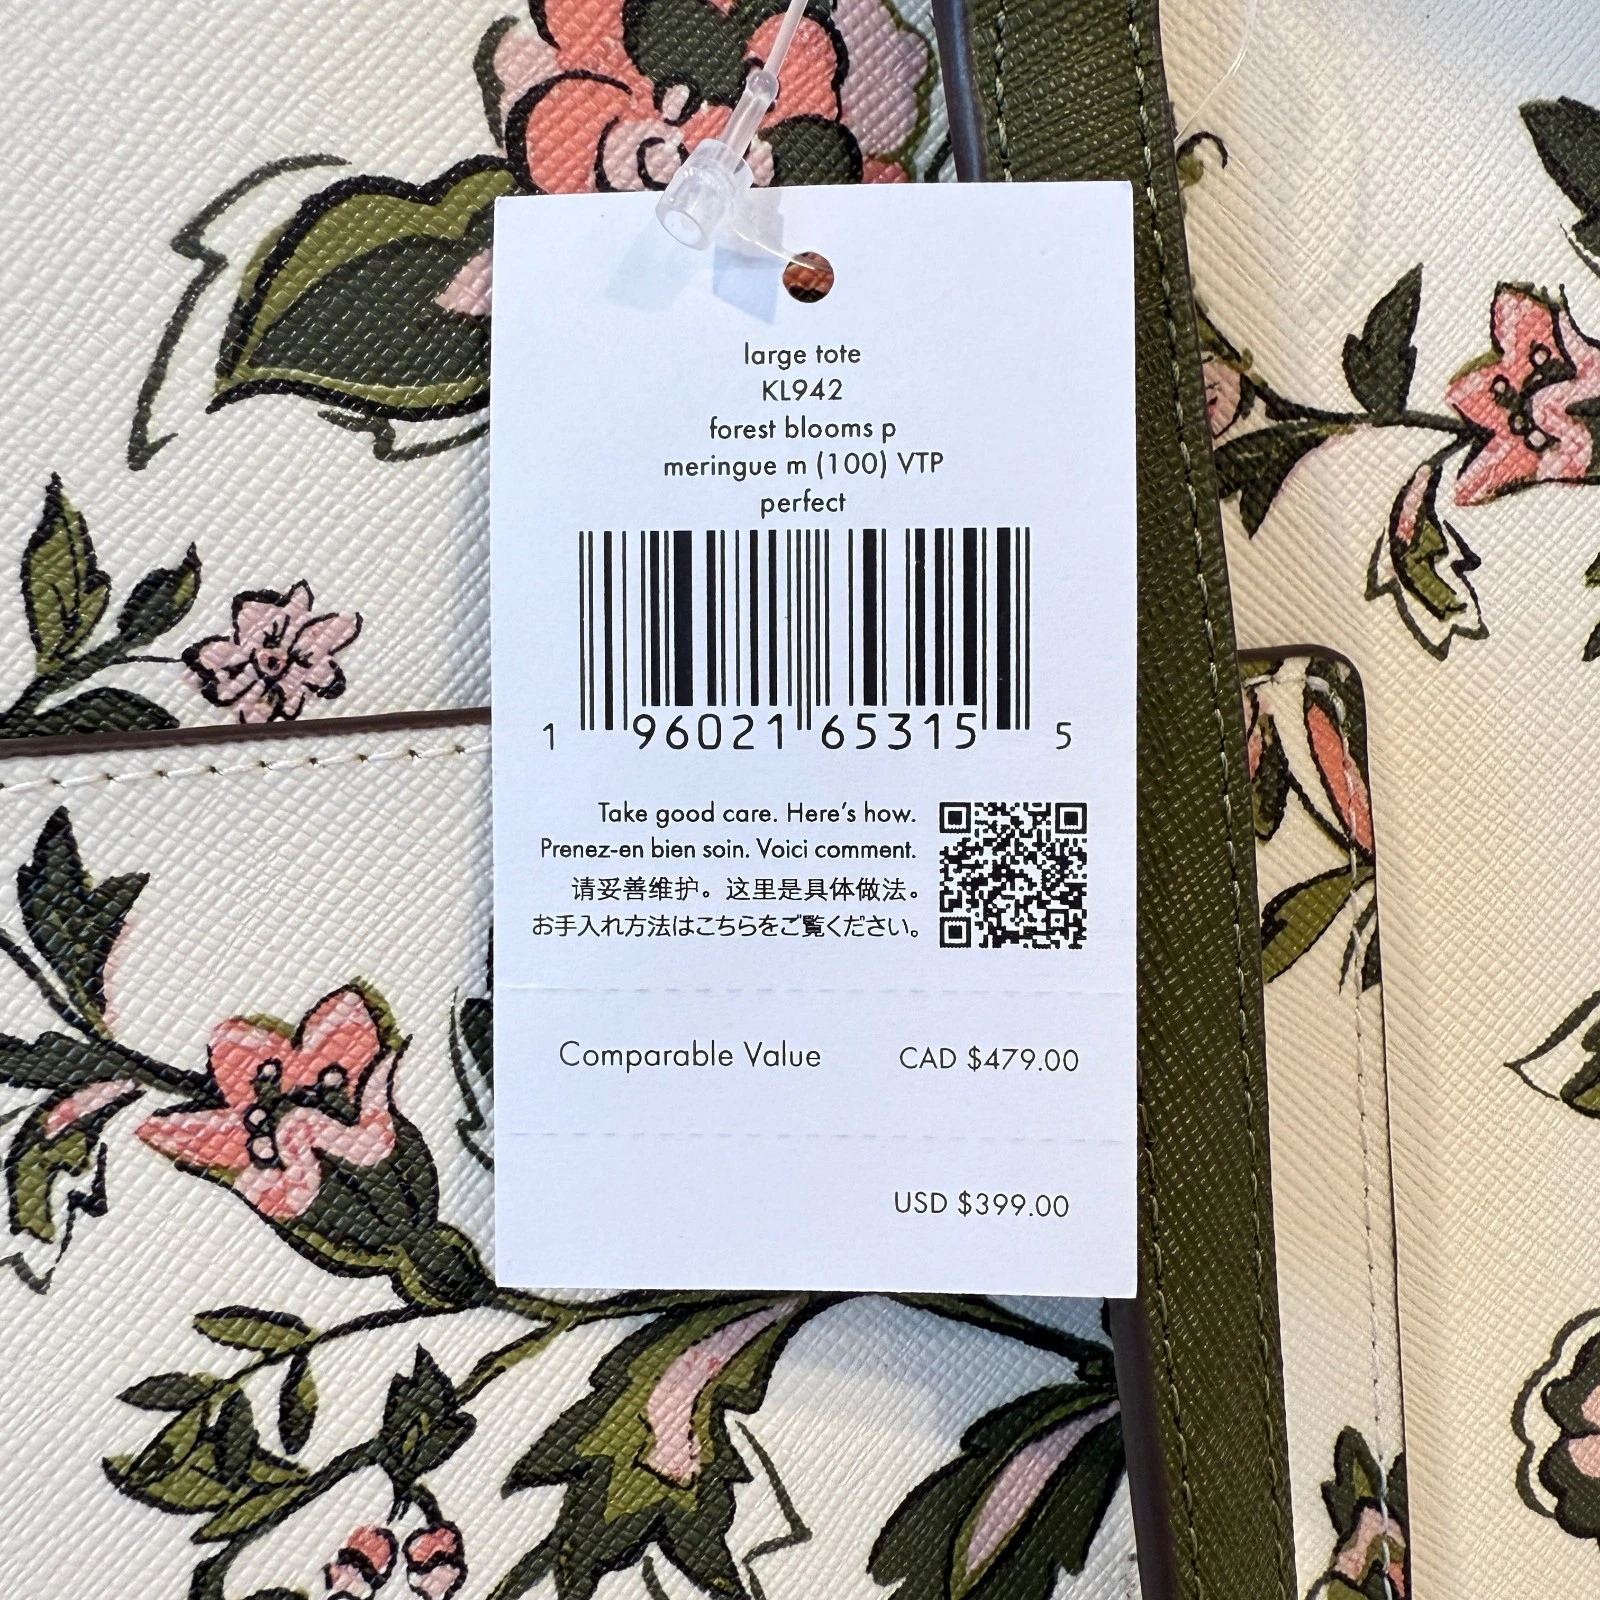 large tote
KL942
forest blooms p
meringue m (100) VTP
perfect
1 96021 65315 5
Take good care. Here's how.
Prenez-en bien soin. Voici comment.
请妥善维护。这里是具体做法。
お手入れ方法はこちらをご覧ください。
Comparable Value CAD $479.00
USD $399.00